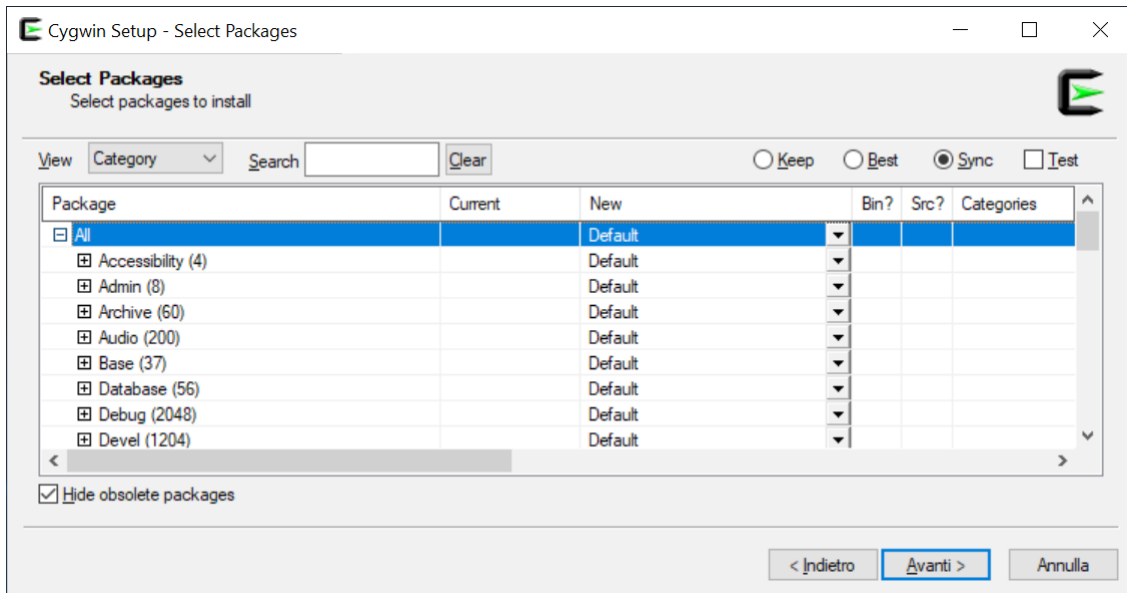 Cygwin Setup - Select Packages
Select Packages
Select packages to install
View Category Search Clear Keep Best Sync Test
Package Current New Bin? Src? Categories
All Default
Accessibility (4) Default
Admin (8) Default
Archive (60) Default
Audio (200) Default
Base (37) Default
Database (56) Default
Debug (2048) Default
Devel (1204) Default
Hide obsolete packages
< Indietro Avanti > Annulla